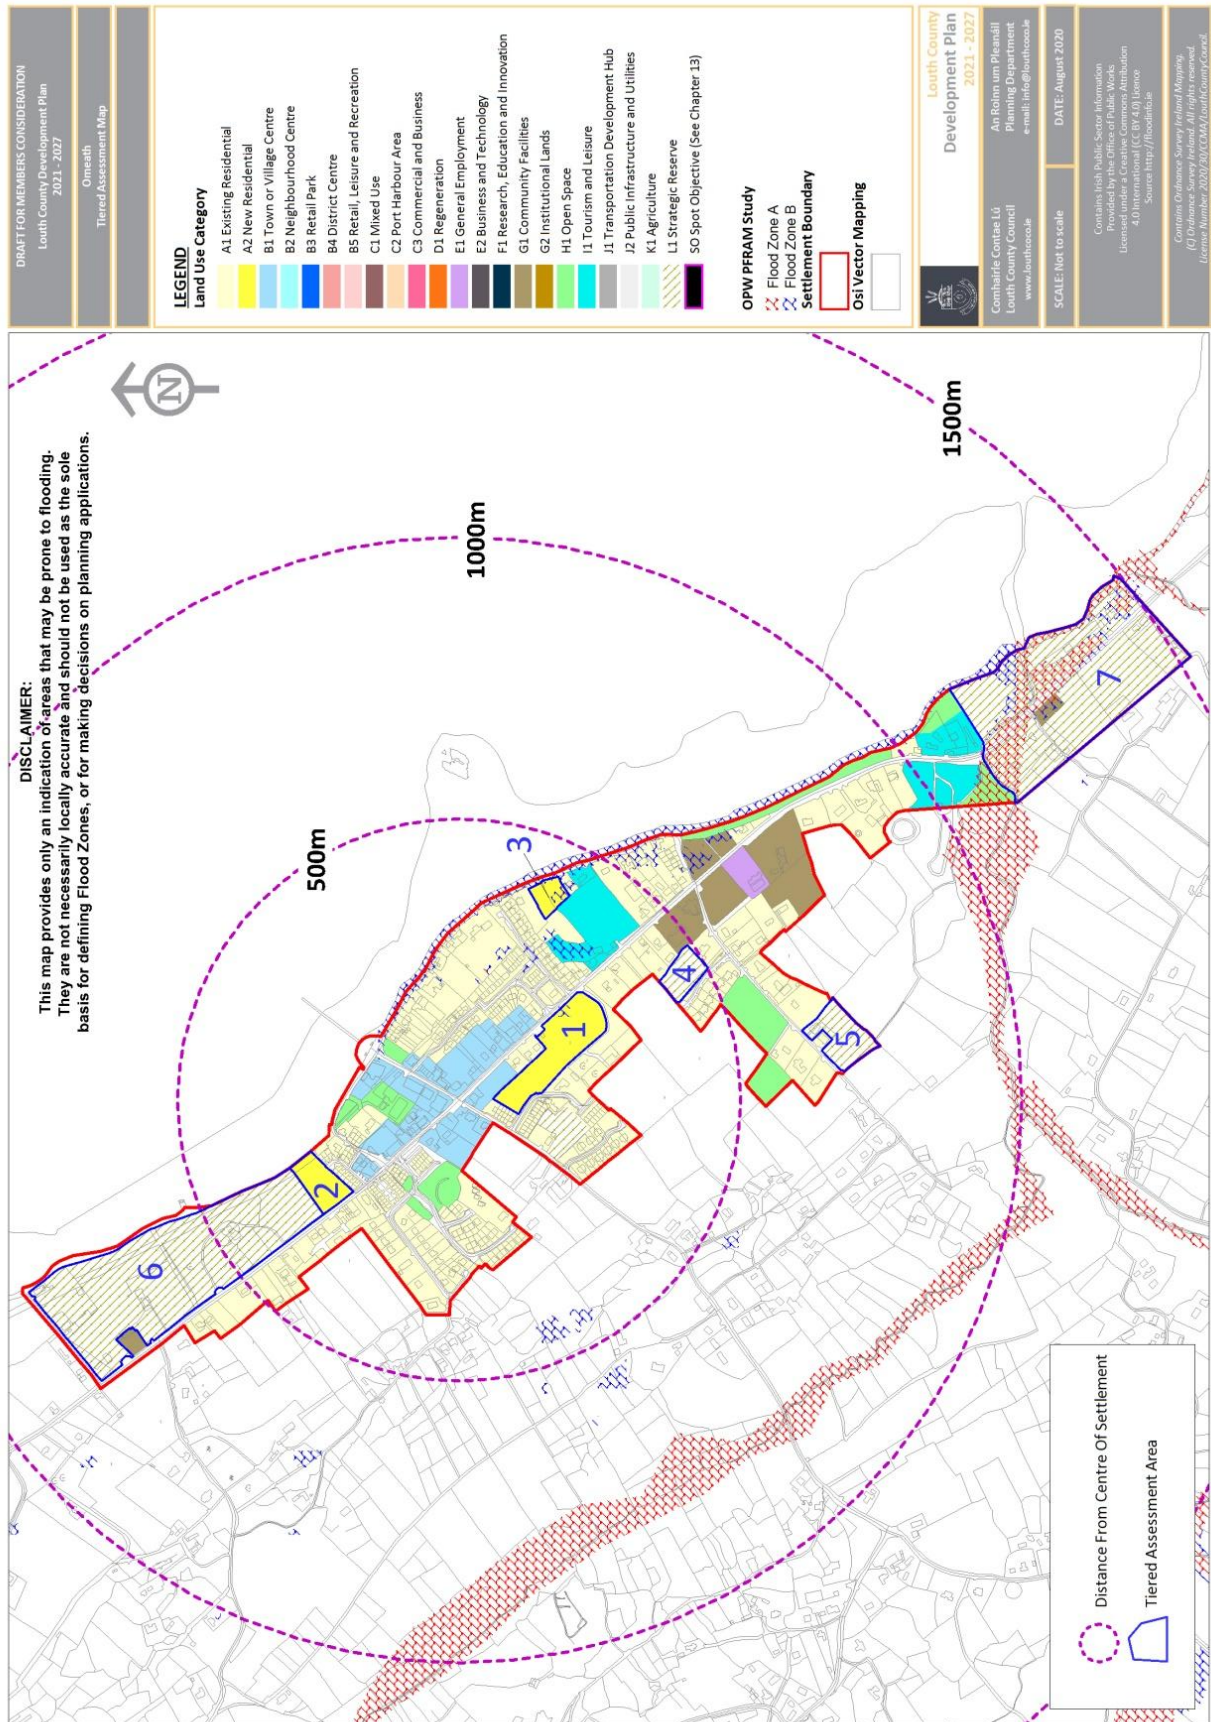 DRAFT FOR MEMBERS CONSIDERATION
Louth County Development Plan
2021 - 2027
Omeath
Tiered Assessment Map
LEGEND
Land Use Category
A1 Existing Residential
A2 New Residential
B1 Town or Village Centre
B2 Neighbourhood Centre
B3 Retail Park
B4 District Centre
B5 Retail, Leisure and Recreation
C1 Mixed Use
C2 Port Harbour Area
C3 Commercial and Business
D1 Regeneration
E1 General Employment
E2 Business and Technology
F1 Research, Education and Innovation
G1 Community Facilities
G2 Institutional Lands
H1 Open Space
I1 Tourism and Leisure
J1 Transportation Development Hub
J2 Public Infrastructure and Utilities
K1 Agriculture
L1 Strategic Reserve
SO Spot Objective (See Chapter 13)
OPW PFRAM Study
Flood Zone A
Flood Zone B
Settlement Boundary
Osi Vector Mapping
Louth County
Development Plan
2021 - 2027
Comhairle Contae Lú
Louth County Council
www.louthcoco.ie
An Roinn um Pleanáil
Planning Department
e-mail: info@louthcoco.ie
SCALE: Not to scale
DATE: August 2020
Contains Irish Public Sector Information
Provided by the Office of Public Works
Licensed under a Creative Commons Attribution
4.0 International (CC BY 4.0) licence
Source http://floodinfo.ie
Contains Ordnance Survey Ireland Mapping
(C) Ordnance Survey Ireland. All rights reserved.
License Number 2020/30/CCMA/LouthCountyCouncil
DISCLAIMER:
This map provides only an indication of areas that may be prone to flooding.
They are not necessarily locally accurate and should not be used as the sole
basis for defining Flood Zones, or for making decisions on planning applications.
N
500m
1000m
1500m
6
2
1
3
4
5
7
Distance From Centre Of Settlement
Tiered Assessment Area